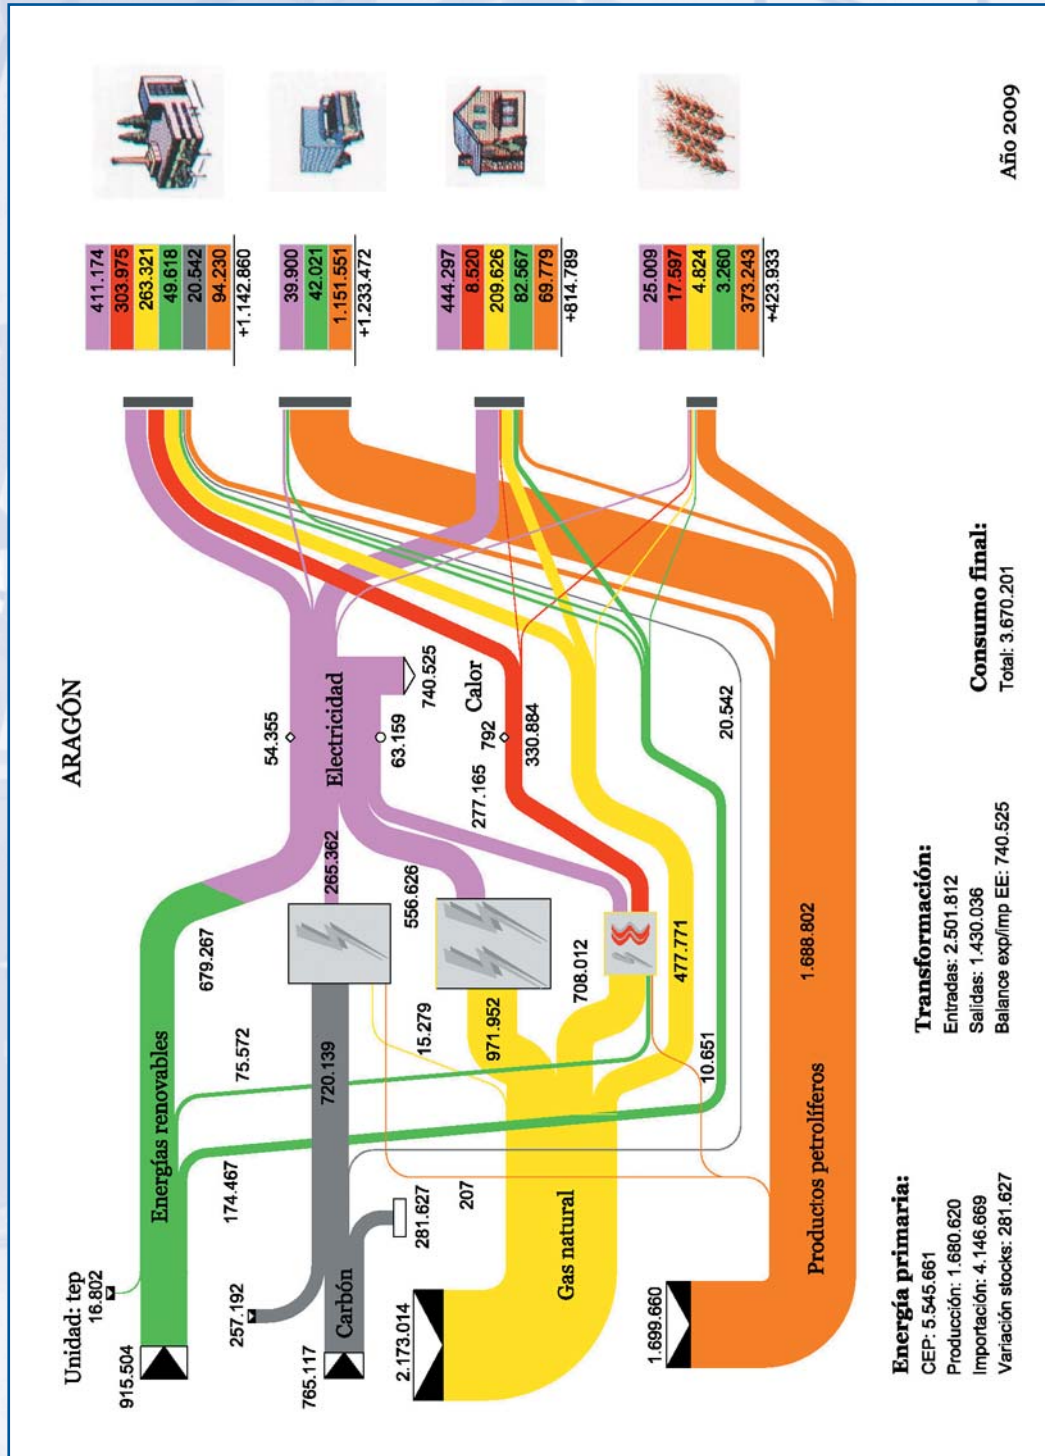 ARAGÓN
Unidad: tep
16.802
915.504
Energías renovables
174.467
75.572
679.267
257.192
765.117
Carbón
281.627
720.139
265.362
54.355
Electricidad
63.159
740.525
2.173.014
Gas natural
207
15.279
971.952
556.626
708.012
277.165
Calor
792
330.884
477.771
10.651
20.542
1.699.660
Productos petrolíferos
1.688.802
411.174
303.975
263.321
49.618
20.542
94.230
+1.142.860
39.900
42.021
1.151.551
+1.233.472
444.297
8.520
209.626
82.567
69.779
+814.789
25.009
17.597
4.824
3.260
373.243
+423.933
Energía primaria:
CEP: 5.545.661
Producción: 1.680.620
Importación: 4.146.669
Variación stocks: 281.627
Transformación:
Entradas: 2.501.812
Salidas: 1.430.036
Balance exp/imp EE: 740.525
Consumo final:
Total: 3.670.201
Año 2009